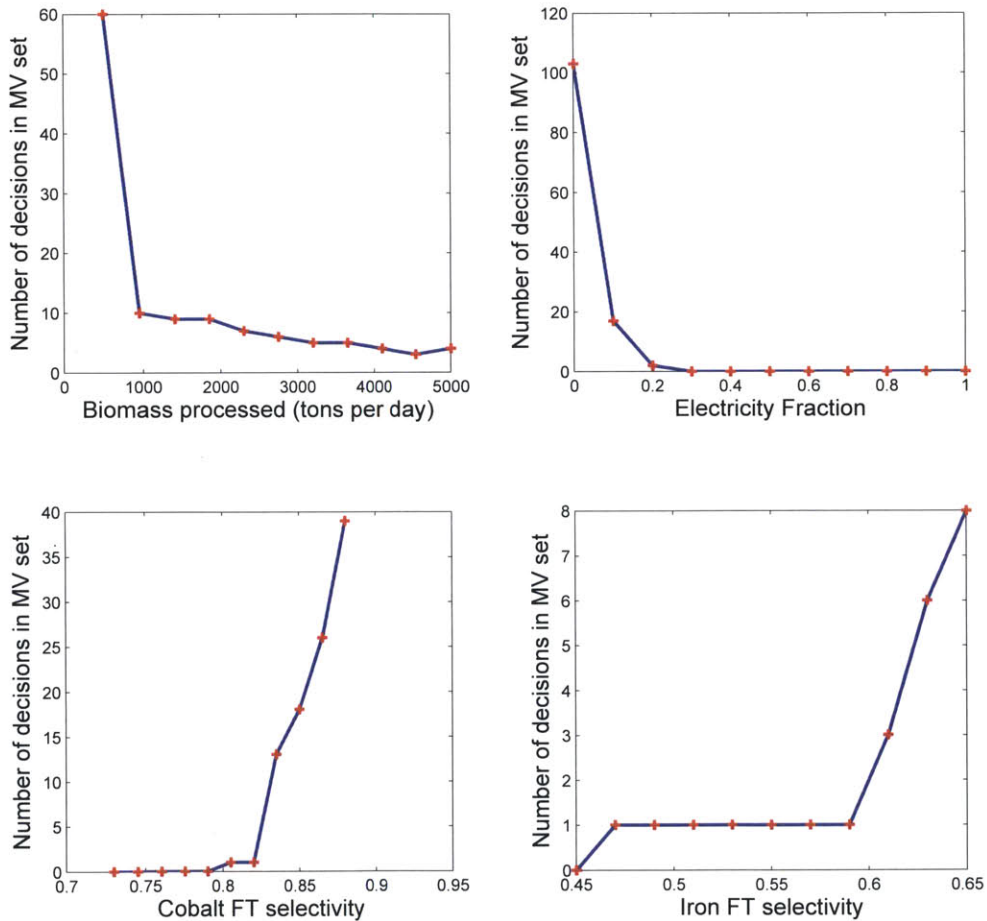 60
50
40
30
20
10
0
Number of decisions in MV set
0 1000 2000 3000 4000 5000
Biomass processed (tons per day)
120
100
80
60
40
20
0
Number of decisions in MV set
0 0.2 0.4 0.6 0.8 1
Electricity Fraction
40
35
30
25
20
15
10
5
0
Number of decisions in MV set
0.7 0.75 0.8 0.85 0.9 0.95
Cobalt FT selectivity
8
7
6
5
4
3
2
1
0
Number of decisions in MV set
0.45 0.5 0.55 0.6 0.65
Iron FT selectivity